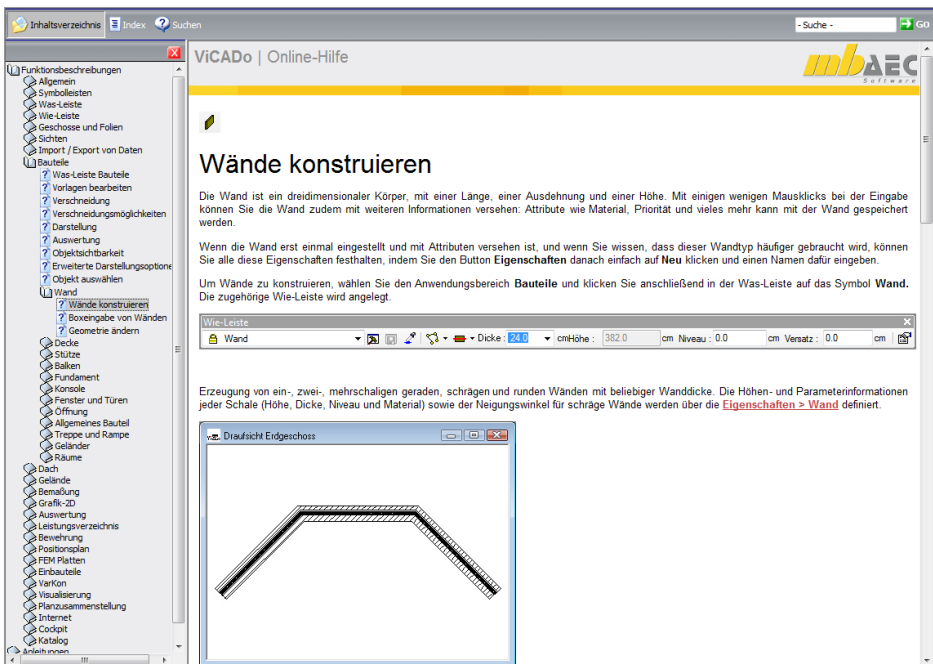 Inhaltsverzeichnis Index Suchen - Suche - GO
Funktionsbeschreibungen
Allgemein
Symbolleisten
Was-Leiste
Wie-Leiste
Geschosse und Folien
Sichten
Import / Export von Daten
Bauteile
Was-Leiste Bauteile
Vorlagen bearbeiten
Verschneidung
Verschneidungsmöglichkeiten
Darstellung
Auswertung
Objektsichtbarkeit
Erweiterte Darstellungsoptione
Objekt auswählen
Wand
Wände konstruieren
Boxeingabe von Wänden
Geometrie ändern
Decke
Stütze
Balken
Fundament
Konsole
Fenster und Türen
Öffnung
Allgemeines Bauteil
Treppe und Rampe
Geländer
Räume
Dach
Gelände
Bemaßung
Grafik-2D
Auswertung
Leistungsverzeichnis
Bewehrung
Positionsplan
FEM Platten
Einbauteile
VarKon
Visualisierung
Planzusammenstellung
Internet
Cockpit
Katalog
Anleitungen
ViCADo | Online-Hilfe
mb AEC
Software
Wände konstruieren
Die Wand ist ein dreidimensionaler Körper, mit einer Länge, einer Ausdehnung und einer Höhe. Mit einigen wenigen Mausklicks bei der Eingabe
können Sie die Wand zudem mit weiteren Informationen versehen: Attribute wie Material, Priorität und vieles mehr kann mit der Wand gespeichert
werden.
Wenn die Wand erst einmal eingestellt und mit Attributen versehen ist, und wenn Sie wissen, dass dieser Wandtyp häufiger gebraucht wird, können
Sie alle diese Eigenschaften festhalten, indem Sie den Button Eigenschaften danach einfach auf Neu klicken und einen Namen dafür eingeben.
Um Wände zu konstruieren, wählen Sie den Anwendungsbereich Bauteile und klicken Sie anschließend in der Was-Leiste auf das Symbol Wand.
Die zugehörige Wie-Leiste wird angelegt.
Wie-Leiste
Wand Dicke : 24.0 cm Höhe : 382.0 cm Niveau : 0.0 cm Versatz : 0.0 cm
Erzeugung von ein-, zwei-, mehrschaligen geraden, schrägen und runden Wänden mit beliebiger Wanddicke. Die Höhen- und Parameterinformationen
jeder Schale (Höhe, Dicke, Niveau und Material) sowie der Neigungswinkel für schräge Wände werden über die Eigenschaften > Wand definiert.
Draufsicht Erdgeschoss